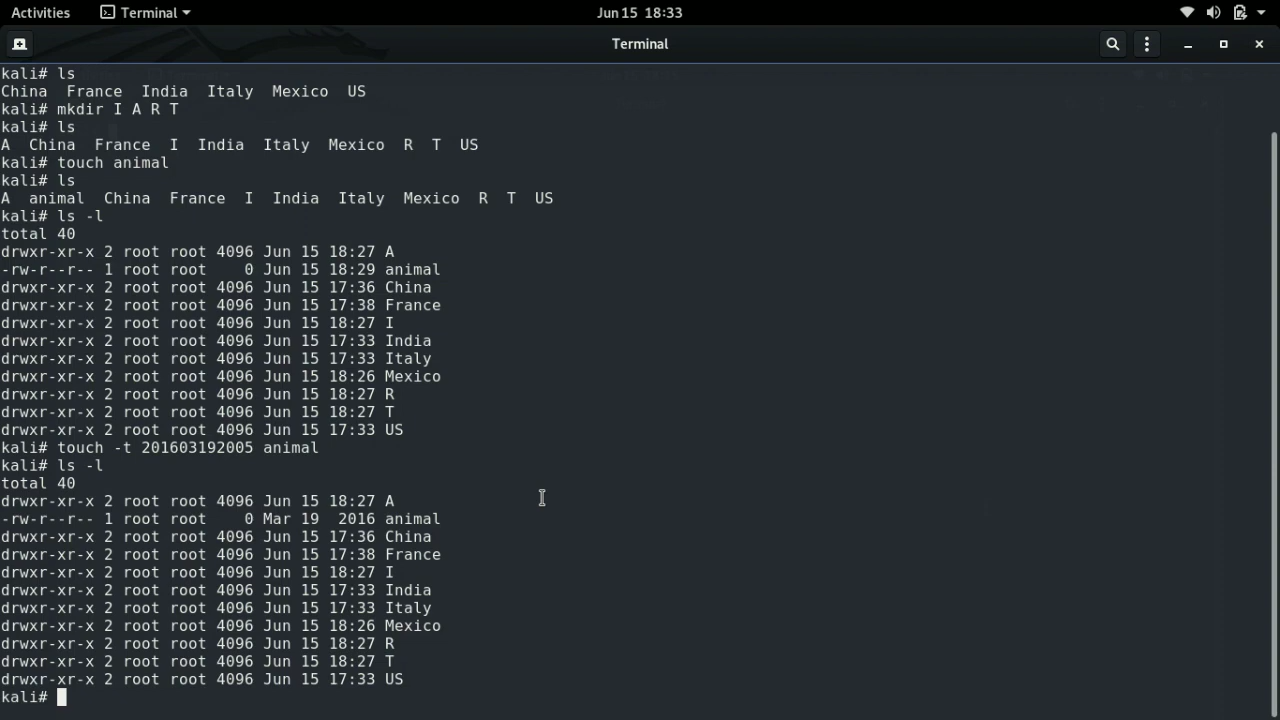 Activities Terminal Jun 15 18:33
Terminal
kali# ls
China  France  India  Italy  Mexico  US
kali# mkdir I A R T
kali# ls
A  China  France  I  India  Italy  Mexico  R  T  US
kali# touch animal
kali# ls
A  animal  China  France  I  India  Italy  Mexico  R  T  US
kali# ls -l
total 40
drwxr-xr-x 2 root root 4096 Jun 15 18:27 A
-rw-r--r-- 1 root root    0 Jun 15 18:29 animal
drwxr-xr-x 2 root root 4096 Jun 15 17:36 China
drwxr-xr-x 2 root root 4096 Jun 15 17:38 France
drwxr-xr-x 2 root root 4096 Jun 15 18:27 I
drwxr-xr-x 2 root root 4096 Jun 15 17:33 India
drwxr-xr-x 2 root root 4096 Jun 15 17:33 Italy
drwxr-xr-x 2 root root 4096 Jun 15 18:26 Mexico
drwxr-xr-x 2 root root 4096 Jun 15 18:27 R
drwxr-xr-x 2 root root 4096 Jun 15 18:27 T
drwxr-xr-x 2 root root 4096 Jun 15 17:33 US
kali# touch -t 201603192005 animal
kali# ls -l
total 40
drwxr-xr-x 2 root root 4096 Jun 15 18:27 A
-rw-r--r-- 1 root root    0 Mar 19  2016 animal
drwxr-xr-x 2 root root 4096 Jun 15 17:36 China
drwxr-xr-x 2 root root 4096 Jun 15 17:38 France
drwxr-xr-x 2 root root 4096 Jun 15 18:27 I
drwxr-xr-x 2 root root 4096 Jun 15 17:33 India
drwxr-xr-x 2 root root 4096 Jun 15 17:33 Italy
drwxr-xr-x 2 root root 4096 Jun 15 18:26 Mexico
drwxr-xr-x 2 root root 4096 Jun 15 18:27 R
drwxr-xr-x 2 root root 4096 Jun 15 18:27 T
drwxr-xr-x 2 root root 4096 Jun 15 17:33 US
kali#